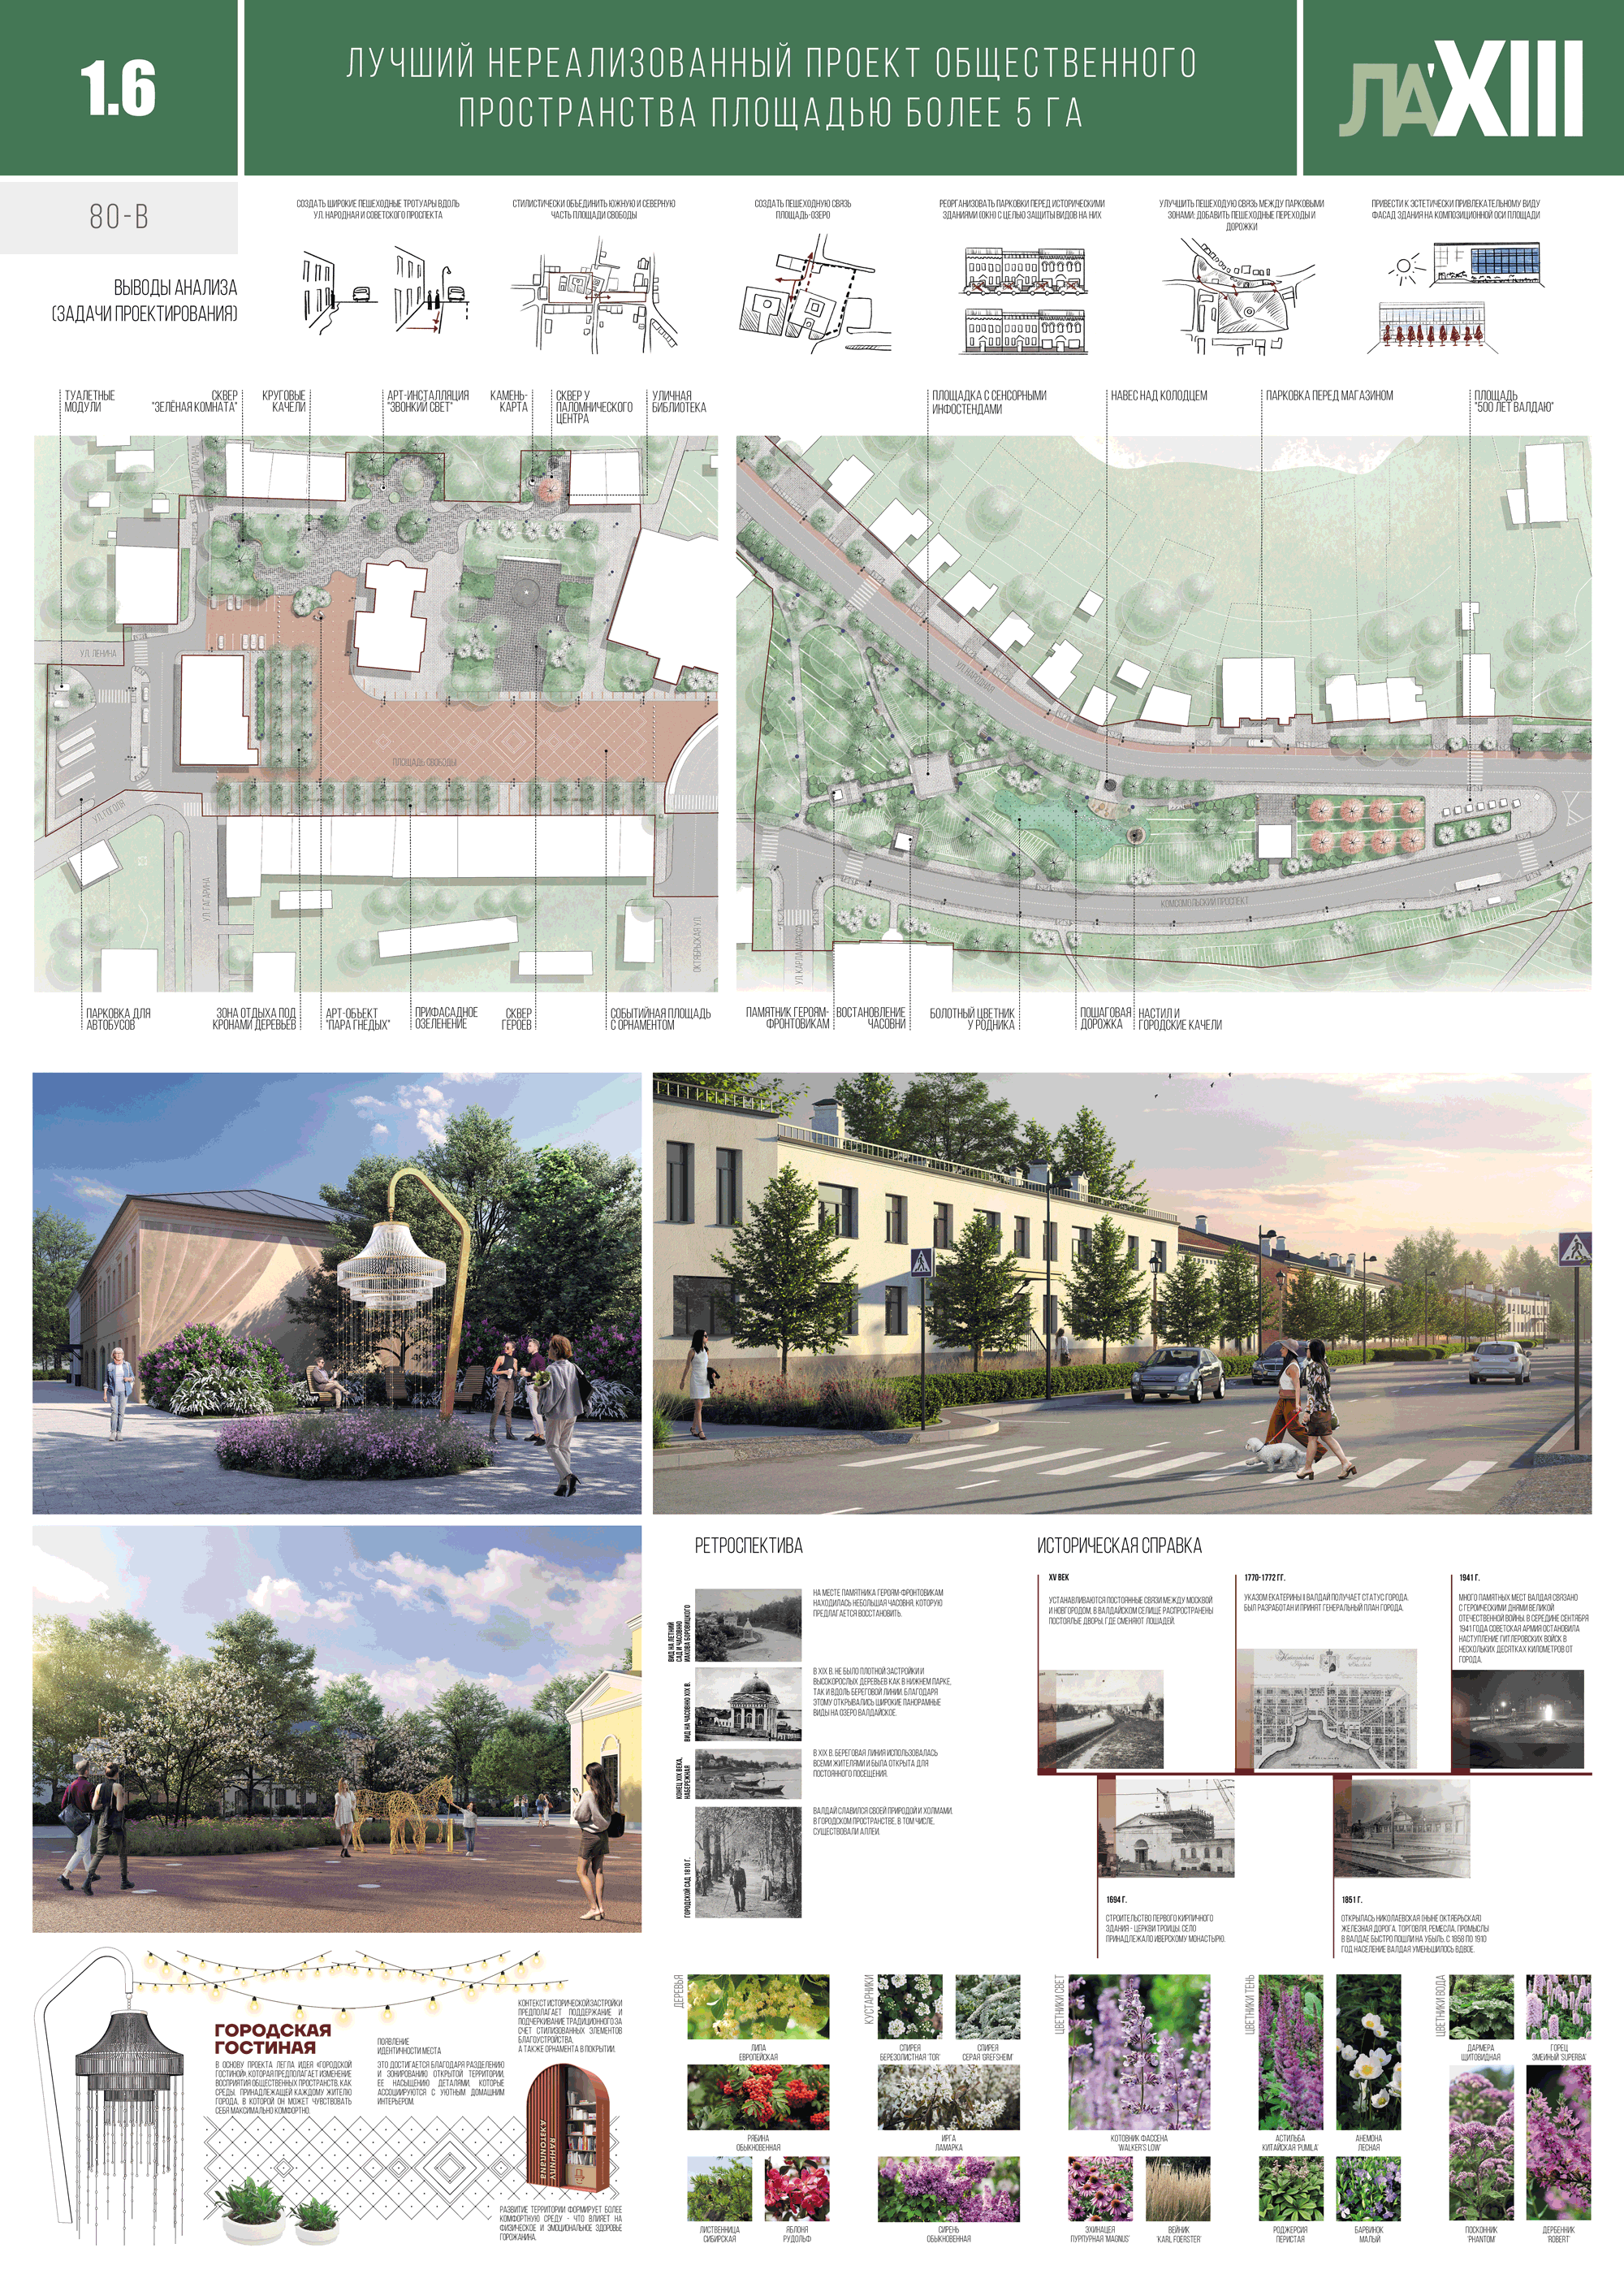 1.6
ЛУЧШИЙ НЕРЕАЛИЗОВАННЫЙ ПРОЕКТ ОБЩЕСТВЕННОГО
ПРОСТРАНСТВА ПЛОЩАДЬЮ БОЛЕЕ 5 ГА
ЛА'XIII
80-В
ВЫВОДЫ АНАЛИЗА
(ЗАДАЧИ ПРОЕКТИРОВАНИЯ)
СОЗДАТЬ ШИРОКИЕ ПЕШЕХОДНЫЕ ТРОТУАРЫ ВДОЛЬ
УЛ. НАРОДНАЯ И СОВЕТСКОГО ПРОСПЕКТА
СТИЛИСТИЧЕСКИ ОБЪЕДИНИТЬ ЮЖНУЮ И СЕВЕРНУЮ
ЧАСТЬ ПЛОЩАДИ СВОБОДЫ
СОЗДАТЬ ПЕШЕХОДНУЮ СВЯЗЬ
ПЛОЩАДЬ-ОЗЕРО
РЕОРГАНИЗОВАТЬ ПАРКОВКИ ПЕРЕД ИСТОРИЧЕСКИМ
ЗДАНИЯМИ (ОКН) С ЦЕЛЬЮ ЗАЩИТЫ ВИДОВ НА НИХ
УЛУЧШИТЬ ПЕШЕХОДУЮ СВЯЗЬ МЕЖДУ ПАРКОВЫМИ
ЗОНАМИ: ДОБАВИТЬ ПЕШЕХОДНЫЕ ПЕРЕХОДЫ И
ДОРОЖКИ
ПРИВЕСТИ К ЭСТЕТИЧЕСКИ ПРИВЛЕКАТЕЛЬНОМУ ВИДУ
ФАСАД ЗДАНИЯ НА КОМПОЗИЦИОННОЙ ОСИ ПЛОЩАДИ
ТУАЛЕТНЫЕ
МОДУЛИ
СКВЕР
"ЗЕЛЁНАЯ КОМНАТА"
КРУГОВЫЕ
КАЧЕЛИ
АРТ-ИНСТАЛЛЯЦИЯ
"ЗВОНКИЙ СВЕТ"
КАМЕНЬ-
КАРТА
СКВЕР У
ПАЛОМНИЧЕСКОГО
ЦЕНТРА
УЛИЧНАЯ
БИБЛИОТЕКА
ПЛОЩАДКА С СЕНСОРНЫМИ
ИНФОСТЕНДАМИ
НАВЕС НАД КОЛОДЦЕМ
ПАРКОВКА ПЕРЕД МАГАЗИНОМ
ПЛОЩАДЬ
"500 ЛЕТ ВАЛДАЮ"
УЛ. ЛЕНИНА
УЛ. ГОГОЛЯ
УЛ. ГАГАРИНА
ПЛОЩАДЬ СВОБОДЫ
ОКТЯБРЬСКАЯ УЛ.
УЛ. НАРОДНАЯ
УЛ. КАРЛА МАРКСА
КОМСОМОЛЬСКИЙ ПРОСПЕКТ
ПАРКОВКА ДЛЯ
АВТОБУСОВ
ЗОНА ОТДЫХА ПОД
КРОНАМИ ДЕРЕВЬЕВ
АРТ-ОБЪЕКТ
"ПАРА ГНЕДЫХ"
ПРИФАСАДНОЕ
ОЗЕЛЕНЕНИЕ
СКВЕР
ГЕРОЕВ
СОБЫТИЙНАЯ ПЛОЩАДЬ
С ОРНАМЕНТОМ
ПАМЯТНИК ГЕРОЯМ-
ФРОНТОВИКАМ
ВОСТАНОВЛЕНИЕ
ЧАСОВНИ
БОЛОТНЫЙ ЦВЕТНИК
У РОДНИКА
ПОШАГОВАЯ
ДОРОЖКА
НАСТИЛ И
ГОРОДСКИЕ КАЧЕЛИ
РЕТРОСПЕКТИВА
ВИД НА ЛЕТНИЙ
САД И ЧАСОВНЮ
ИАКОВА БОРОВИЦКОГО
НА МЕСТЕ ПАМЯТНИКА ГЕРОЯМ-ФРОНТОВИКАМ
НАХОДИЛАСЬ НЕБОЛЬШАЯ ЧАСОВНЯ, КОТОРУЮ
ПРЕДЛАГАЕТСЯ ВОССТАНОВИТЬ.
ВИД НА ЧАСОВНЮ XIX В.
В XIX В. НЕ БЫЛО ПЛОТНОЙ ЗАСТРОЙКИ И
ВЫСОКОРОСЛЫХ ДЕРЕВЬЕВ КАК В НИЖНЕМ ПАРКЕ,
ТАК И ВДОЛЬ БЕРЕГОВОЙ ЛИНИИ. БЛАГОДАРЯ
ЭТОМУ ОТКРЫВАЛИСЬ ШИРОКИЕ ПАНОРАМНЫЕ
ВИДЫ НА ОЗЕРО ВАЛДАЙСКОЕ.
КОНЕЦ XIX ВЕКА.
НАБЕРЕЖНАЯ
В XIX В. БЕРЕГОВАЯ ЛИНИЯ ИСПОЛЬЗОВАЛАСЬ
ВСЕМИ ЖИТЕЛЯМИ И БЫЛА ОТКРЫТА ДЛЯ
ПОСТОЯННОГО ПОСЕЩЕНИЯ.
ГОРОДСКОЙ САД 1810 Г.
ВАЛДАЙ СЛАВИЛСЯ СВОЕЙ ПРИРОДОЙ И ХОЛМАМИ.
В ГОРОДСКОМ ПРОСТРАНСТВЕ, В ТОМ ЧИСЛЕ,
СУЩЕСТВОВАЛИ АЛЛЕИ.
ИСТОРИЧЕСКАЯ СПРАВКА
XV ВЕК
УСТАНАВЛИВАЮТСЯ ПОСТОЯННЫЕ СВЯЗИ МЕЖДУ МОСКВОЙ
И НОВГОРОДОМ. В ВАЛДАЙСКОМ СЕЛИЩЕ РАСПРОСТРАНЕНЫ
ПОСТОЯЛЫЕ ДВОРЫ, ГДЕ СМЕНЯЮТ ЛОШАДЕЙ.
1770-1772 ГГ.
УКАЗОМ ЕКАТЕРИНЫ II ВАЛДАЙ ПОЛУЧАЕТ СТАТУС ГОРОДА.
БЫЛ РАЗРАБОТАН И ПРИНЯТ ГЕНЕРАЛЬНЫЙ ПЛАН ГОРОДА.
1941 Г.
МНОГО ПАМЯТНЫХ МЕСТ ВАЛДАЯ СВЯЗАНО
С ГЕРОИЧЕСКИМИ ДНЯМИ ВЕЛИКОЙ
ОТЕЧЕСТВЕННОЙ ВОЙНЫ. В СЕРЕДИНЕ СЕНТЯБРЯ
1941 ГОДА СОВЕТСКАЯ АРМИЯ ОСТАНОВИЛА
НАСТУПЛЕНИЕ ГИТЛЕРОВСКИХ ВОЙСК В
НЕСКОЛЬКИХ ДЕСЯТКАХ КИЛОМЕТРОВ ОТ
ГОРОДА.
1694 Г.
СТРОИТЕЛЬСТВО ПЕРВОГО КИРПИЧНОГО
ЗДАНИЯ - ЦЕРКВИ ТРОИЦЫ. СЕЛО
ПРИНАДЛЕЖАЛО ИВЕРСКОМУ МОНАСТЫРЮ.
1851 Г.
ОТКРЫЛАСЬ НИКОЛАЕВСКАЯ (НЫНЕ ОКТЯБРЬСКАЯ)
ЖЕЛЕЗНАЯ ДОРОГА. ТОРГОВЛЯ, РЕМЕСЛА, ПРОМЫСЛЫ
В ВАЛДАЕ БЫСТРО ПОШЛИ НА УБЫЛЬ. С 1858 ПО 1910
ГОД НАСЕЛЕНИЕ ВАЛДАЯ УМЕНЬШИЛОСЬ ВДВОЕ.
ГОРОДСКАЯ
ГОСТИНАЯ
В ОСНОВУ ПРОЕКТА ЛЕГЛА ИДЕЯ «ГОРОДСКОЙ
ГОСТИНОЙ», КОТОРАЯ ПРЕДПОЛАГАЕТ ИЗМЕНЕНИЕ
ВОСПРИЯТИЯ ОБЩЕСТВЕННЫХ ПРОСТРАНСТВ, КАК
СРЕДЫ, ПРИНАДЛЕЖАЩЕЙ КАЖДОМУ ЖИТЕЛЮ
ГОРОДА, В КОТОРОЙ ОН МОЖЕТ ЧУВСТВОВАТЬ
СЕБЯ МАКСИМАЛЬНО КОМФОРТНО.
ПОЯВЛЕНИЕ
ИДЕНТИЧНОСТИ МЕСТА
ЭТО ДОСТИГАЕТСЯ БЛАГОДАРЯ РАЗДЕЛЕНИЮ
И ЗОНИРОВАНИЮ ОТКРЫТОЙ ТЕРРИТОРИИ,
ЕЕ НАСЫЩЕНИЮ ДЕТАЛЯМИ, КОТОРЫЕ
АССОЦИИРУЮТСЯ С УЮТНЫМ ДОМАШНИМ
ИНТЕРЬЕРОМ.
КОНТЕКСТ ИСТОРИЧЕСКОЙ ЗАСТРОЙКИ
ПРЕДПОЛАГАЕТ ПОДДЕРЖАНИЕ И
ПОДЧЕРКИВАНИЕ ТРАДИЦИОННОГО ЗА
СЧЕТ СТИЛИЗОВАННЫХ ЭЛЕМЕНТОВ
БЛАГОУСТРОЙСТВА,
А ТАКЖЕ ОРНАМЕНТА В ПОКРЫТИИ.
УЛИЧНАЯ
БИБЛИОТЕКА
РАЗВИТИЕ ТЕРРИТОРИИ ФОРМИРУЕТ БОЛЕЕ
КОМФОРТНУЮ СРЕДУ - ЧТО ВЛИЯЕТ НА
ФИЗИЧЕСКОЕ И ЭМОЦИОНАЛЬНОЕ ЗДОРОВЬЕ
ГОРОЖАНИНА.
ДЕРЕВЬЯ
ЛИПА
ЕВРОПЕЙСКАЯ
РЯБИНА
ОБЫКНОВЕННАЯ
ЛИСТВЕННИЦА
СИБИРСКАЯ
ЯБЛОНЯ
РУДОЛЬФ
КУСТАРНИКИ
СПИРЕЯ
БЕРЕЗОЛИСТНАЯ 'TOR'
СПИРЕЯ
СЕРАЯ 'GREFSHEIM'
ИРГА
ЛАМАРКА
СИРЕНЬ
ОБЫКНОВЕННАЯ
ЦВЕТНИКИ СВЕТ
КОТОВНИК ФАССЕНА
'WALKER'S LOW'
ЭХИНАЦЕЯ
ПУРПУРНАЯ 'MAGNUS'
ВЕЙНИК
'KARL FOERSTER'
ЦВЕТНИКИ ТЕНЬ
АСТИЛЬБА
КИТАЙСКАЯ 'PUMILA'
АНЕМОНА
ЛЕСНАЯ
РОДЖЕРСИЯ
ПЕРИСТАЯ
БАРВИНОК
МАЛЫЙ
ЦВЕТНИКИ ВОДА
ДАРМЕРА
ЩИТОВИДНАЯ
ГОРЕЦ
ЗМЕИНЫЙ 'SUPERBA'
ПОСКОННИК
'PHANTOM'
ДЕРБЕННИК
'ROBERT'